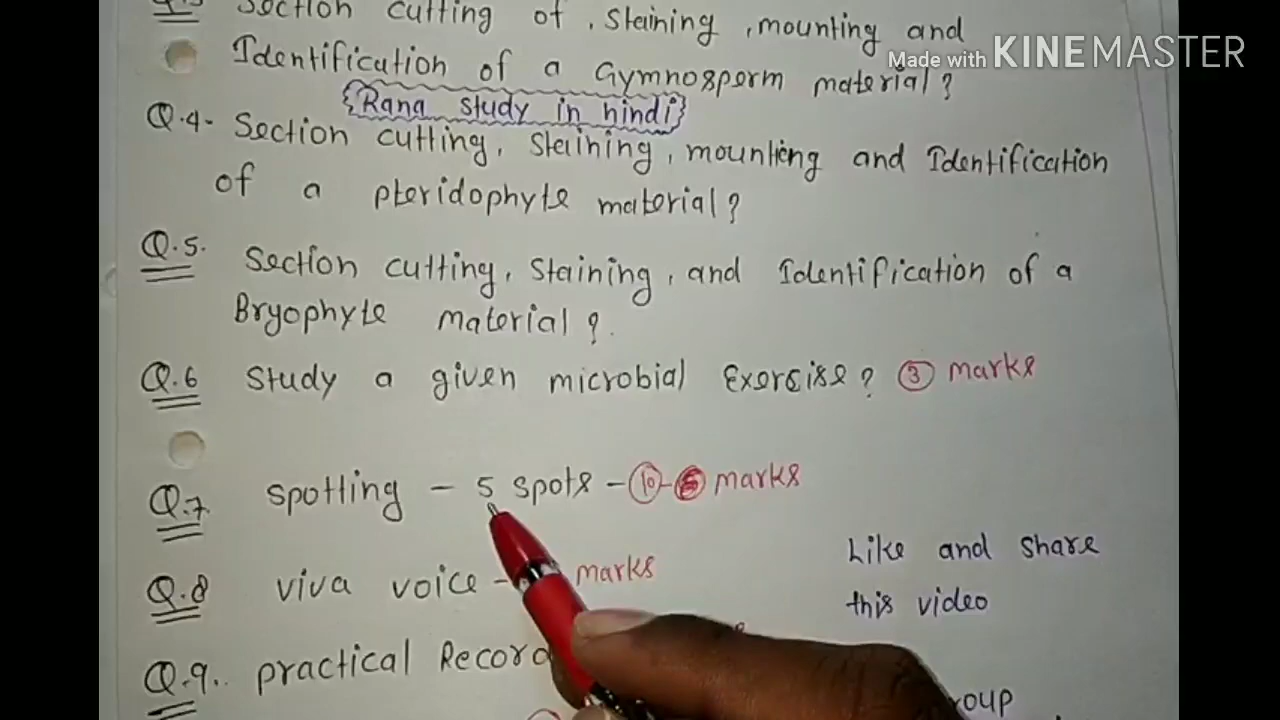 Section cutting of, Staining, mounting and
Identification of a Gymnosperm material?
Made with KINEMASTER
{Rana study in hindi}
Q.4- Section cutting, Staining, mounting and Identification
of a pteridophyte material?
Q.5. Section cutting, Staining, and Identification of a
Bryophyte material?
Q.6 Study a given microbial Exercise? 3 marks
Q.7 Spotting - 5 spots - 10 - marks
Q.8 viva voice - marks
Like and share
this video
Q.9.. practical Record